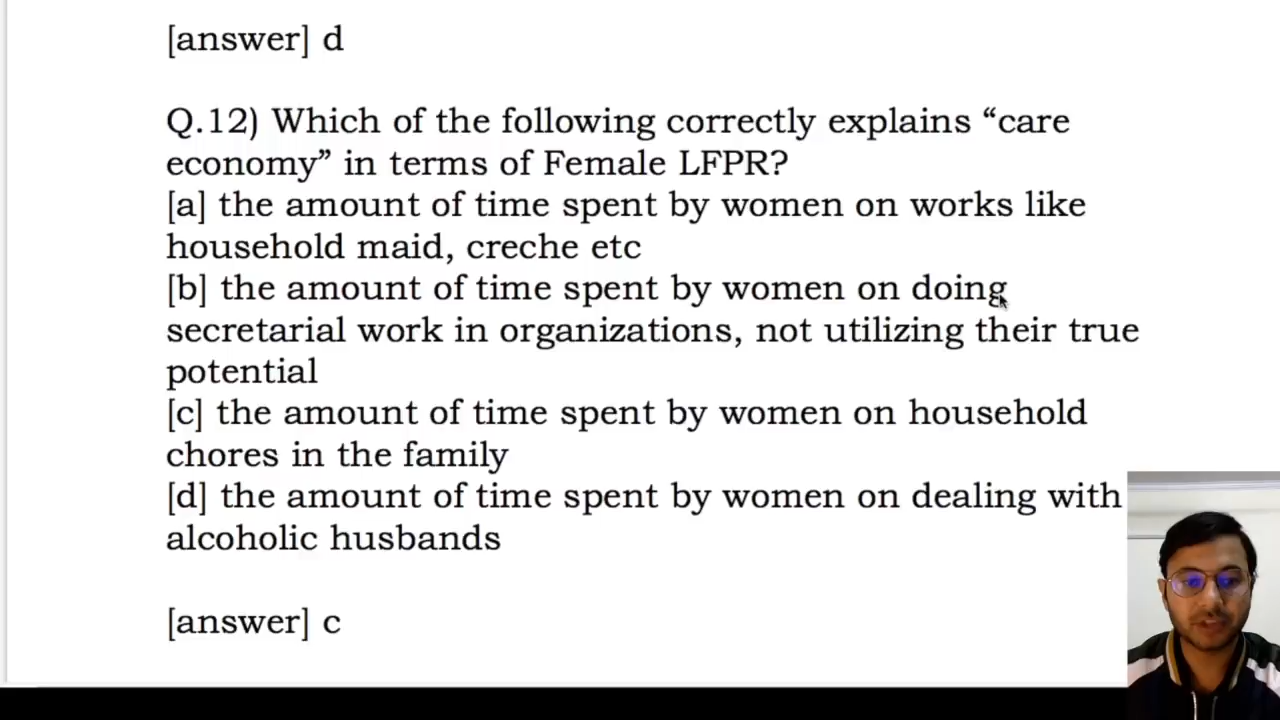 [answer] d
Q.12) Which of the following correctly explains “care
economy” in terms of Female LFPR?
[a] the amount of time spent by women on works like
household maid, creche etc
[b] the amount of time spent by women on doing
secretarial work in organizations, not utilizing their true
potential
[c] the amount of time spent by women on household
chores in the family
[d] the amount of time spent by women on dealing with
alcoholic husbands
[answer] c